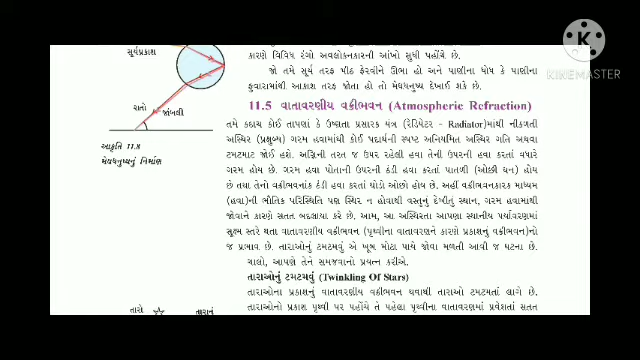 KINEMASTER
સૂર્યપ્રકાશ
રાતો
જાંબલી
આકૃતિ 11.8
મેઘધનુષ્યનું નિર્માણ
કારણે વિવિધ રંગો અવલોકનકારની આંખો સુધી પહોંચે છે.
જો તમે સૂર્ય તરફ પીઠ ફેરવીને ઊભા હો અને પાણીના ધોધ કે પાણીના
ફુવારામાંથી આકાશ તરફ જોતા હો તો મેઘધનુષ્ય દેખાઈ શકે છે.
11.5 વાતાવરણીય વક્રીભવન (Atmospheric Refraction)
તમે કદાચ કોઈ તાપણાં કે ઉષ્માતા પ્રસારક યંત્ર (રેડિયેટર – Radiator)માંથી નીકળતી
અસ્થિર (પ્રક્ષુબ્ધ) ગરમ હવામાંથી કોઈ પદાર્થની સ્પષ્ટ અનિયમિત અસ્થિર ગતિ અથવા
ટમટમાટ જોઈ હશે. અગ્નિની તરત જ ઉપર રહેલી હવા તેની ઉપરની હવા કરતાં વધારે
ગરમ હોય છે. ગરમ હવા પોતાની ઉપરની ઠંડી હવા કરતાં પાતળી (ઓછી ઘન) હોય
છે તથા તેનો વક્રીભવનાંક ઠંડી હવા કરતાં થોડો ઓછો હોય છે. અહીં વક્રીભવનકારક માધ્યમ
(હવા)ની ભૌતિક પરિસ્થિતિ પણ સ્થિર ન હોવાથી વસ્તુનું દેખીતું સ્થાન, ગરમ હવામાંથી
જોવાને કારણે સતત બદલાયા કરે છે. આમ, આ અસ્થિરતા આપણા સ્થાનીય પર્યાવરણમાં
સૂક્ષ્મ સ્તરે થતા વાતાવરણીય વક્રીભવન (પૃથ્વીના વાતાવરણને કારણે પ્રકાશનું વક્રીભવન)નો
જ પ્રભાવ છે. તારાઓનું ટમટમવું એ ખૂબ મોટા પાયે જોવા મળતી આવી જ ઘટના છે.
ચાલો, આપણે તેને સમજવાનો પ્રયત્ન કરીએ.
તારાઓનું ટમટમવું (Twinkling Of Stars)
તારાઓના પ્રકાશનું વાતાવરણીય વક્રીભવન થવાથી તારાઓ ટમટમતાં લાગે છે.
તારાઓનો પ્રકાશ પૃથ્વી પર પહોંચે તે પહેલા પૃથ્વીના વાતાવરણમાં પ્રવેશતાં સતત
તારો
તારાનું